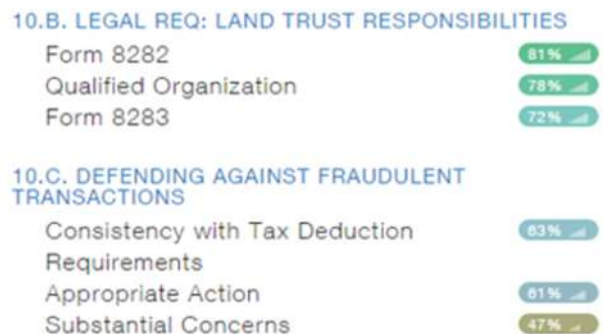 10.B. LEGAL REQ: LAND TRUST RESPONSIBILITIES
Form 8282 81%
Qualified Organization 78%
Form 8283 72%
10.C. DEFENDING AGAINST FRAUDULENT
TRANSACTIONS
Consistency with Tax Deduction 63%
Requirements
Appropriate Action 61%
Substantial Concerns 47%